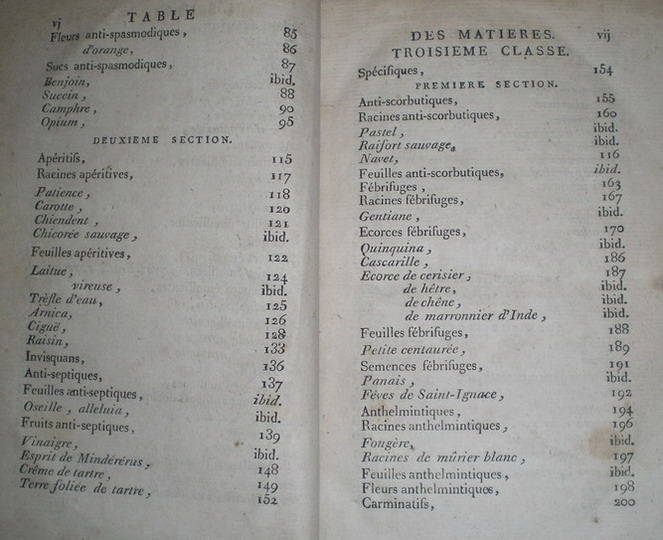 vj
TABLE
Fleurs anti-spasmodiques, 85
d'orange, 86
Sucs anti-spasmodiques, 87
Benjoin, ibid.
Succin, 88
Camphre, 90
Opium, 95
DEUXIEME SECTION.
Apéritifs, 115
Racines apéritives, 117
Patience, 118
Carotte, 120
Chiendent, 121
Chicorée sauvage, ibid.
Feuilles apéritives, 122
Laitue, 124
vireuse, ibid.
Trèfle d'eau, 125
Arnica, 126
Ciguë, 128
Raisin, 133
Invisquans, 136
Anti-septiques, 137
Feuilles anti-septiques, ibid.
Oseille, alleluia, ibid.
Fruits anti-septiques, 139
Vinaigre, ibid.
Esprit de Mindérérus, 148
Crême de tartre, 149
Terre foliée de tartre, 152
DES MATIERES. vij
TROISIEME CLASSE.
Spécifiques, 154
PREMIERE SECTION.
Anti-scorbutiques, 155
Racines anti-scorbutiques, 160
Pastel, ibid.
Raifort sauvage, ibid.
Navet, 116
Feuilles anti-scorbutiques, ibid.
Fébrifuges, 163
Racines fébrifuges, 167
Gentiane, ibid.
Ecorces fébrifuges, 170
Quinquina, ibid.
Cascarille, 186
Ecorce de cerisier, 187
de hêtre, ibid.
de chêne, ibid.
de marronnier d'Inde, ibid.
Feuilles fébrifuges, 188
Petite centaurée, 189
Semences fébrifuges, 191
Panais, ibid.
Féves de Saint-Ignace, 192
Anthelmintiques, 194
Racines anthelmintiques, 196
Fougère, ibid.
Racines de mûrier blanc, 197
Feuilles anthelmintiques, ibid.
Fleurs anthelmintiques, 198
Carminatifs, 200